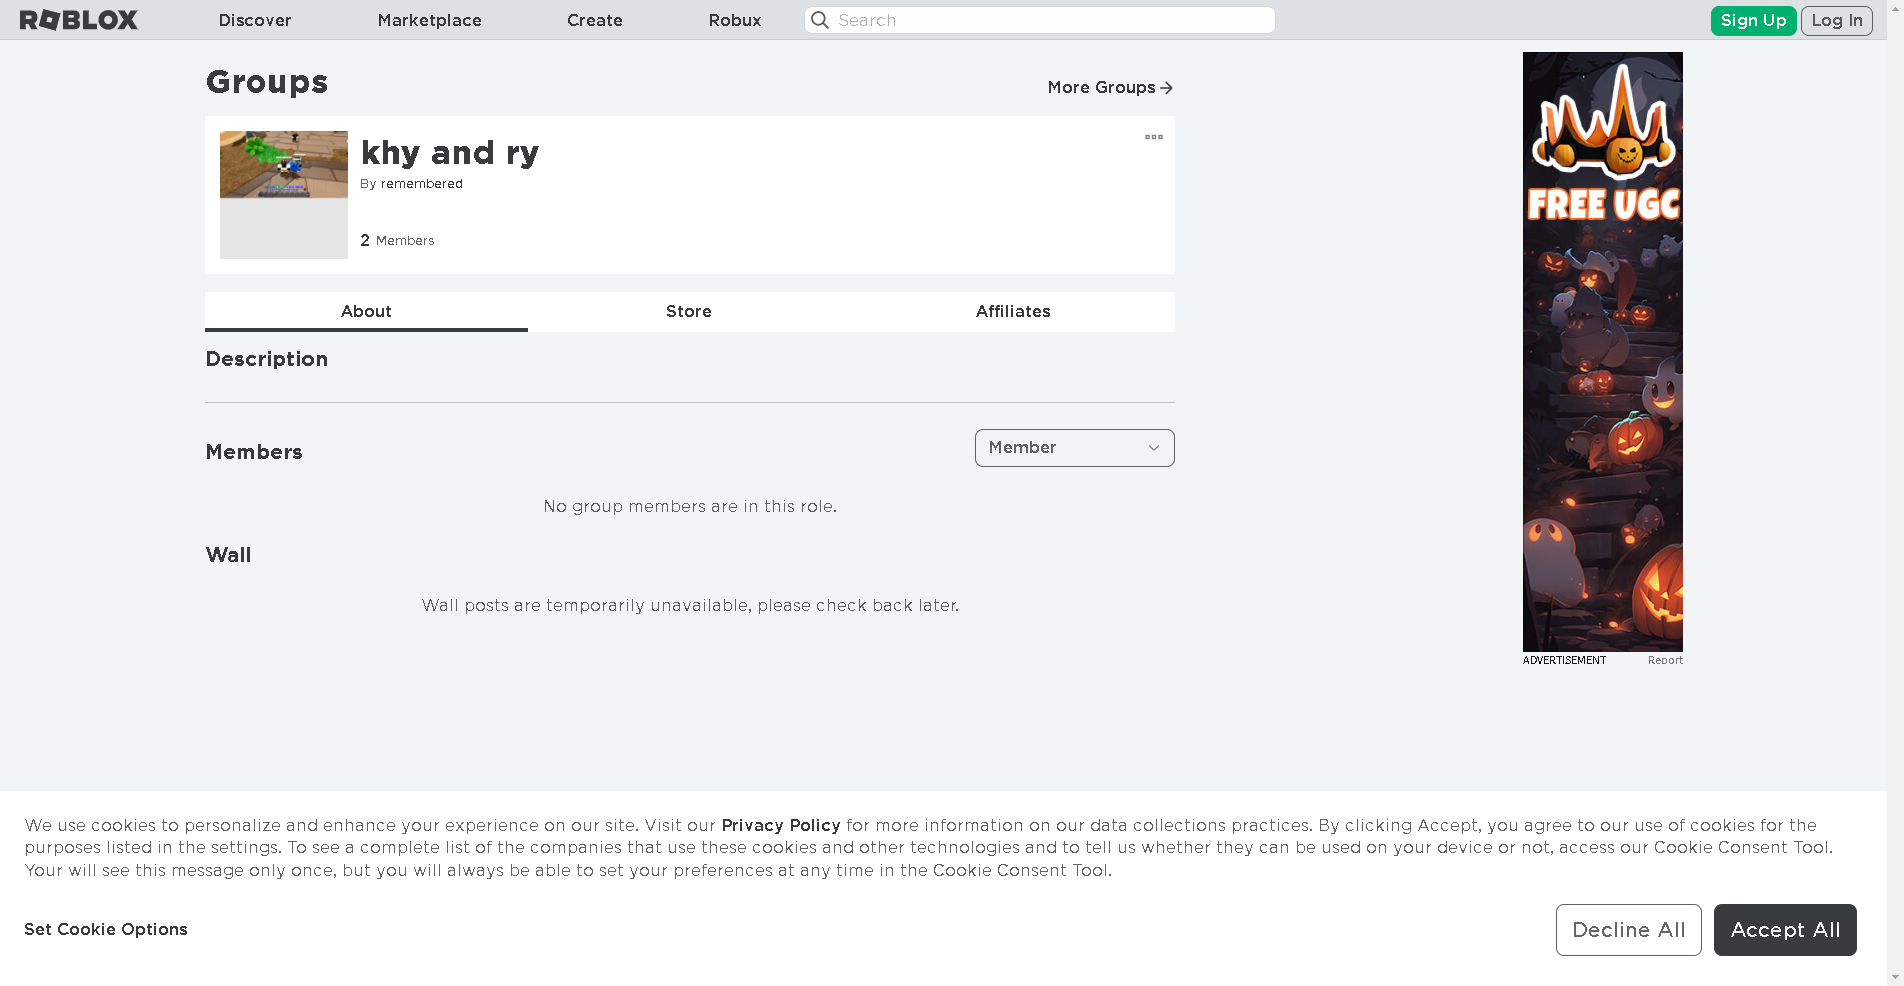 ROBLOX Discover Marketplace Create Robux Search Sign Up Log In
Groups
More Groups
khy and ry
By remembered
2 Members
About Store Affiliates
Description
Members
Member
No group members are in this role.
Wall
Wall posts are temporarily unavailable, please check back later.
FREE UGC
ADVERTISEMENT Report
We use cookies to personalize and enhance your experience on our site. Visit our Privacy Policy for more information on our data collections practices. By clicking Accept, you agree to our use of cookies for the
purposes listed in the settings. To see a complete list of the companies that use these cookies and other technologies and to tell us whether they can be used on your device or not, access our Cookie Consent Tool.
Your will see this message only once, but you will always be able to set your preferences at any time in the Cookie Consent Tool.
Set Cookie Options
Decline All
Accept All